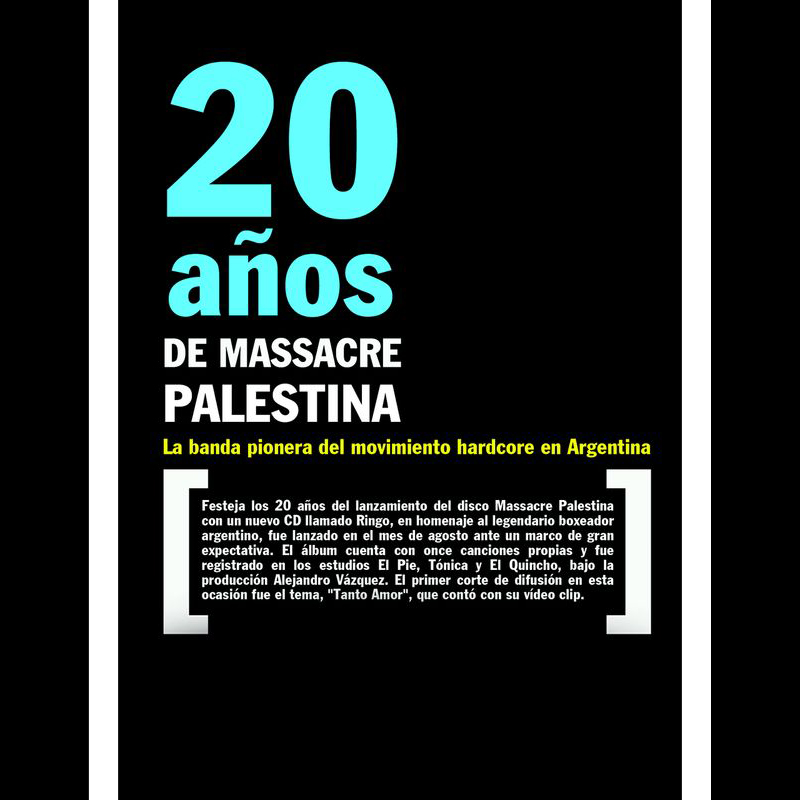 20
años
DE MASSACRE
PALESTINA
La banda pionera del movimiento hardcore en Argentina
Festeja los 20 años del lanzamiento del disco Massacre Palestina
con un nuevo CD llamado Ringo, en homenaje al legendario boxeador
argentino, fue lanzado en el mes de agosto ante un marco de gran
expectativa. El álbum cuenta con once canciones propias y fue
registrado en los estudios El Pie, Tónica y El Quincho, bajo la
producción Alejandro Vázquez. El primer corte de difusión en esta
ocasión fue el tema, "Tanto Amor", que contó con su vídeo clip.